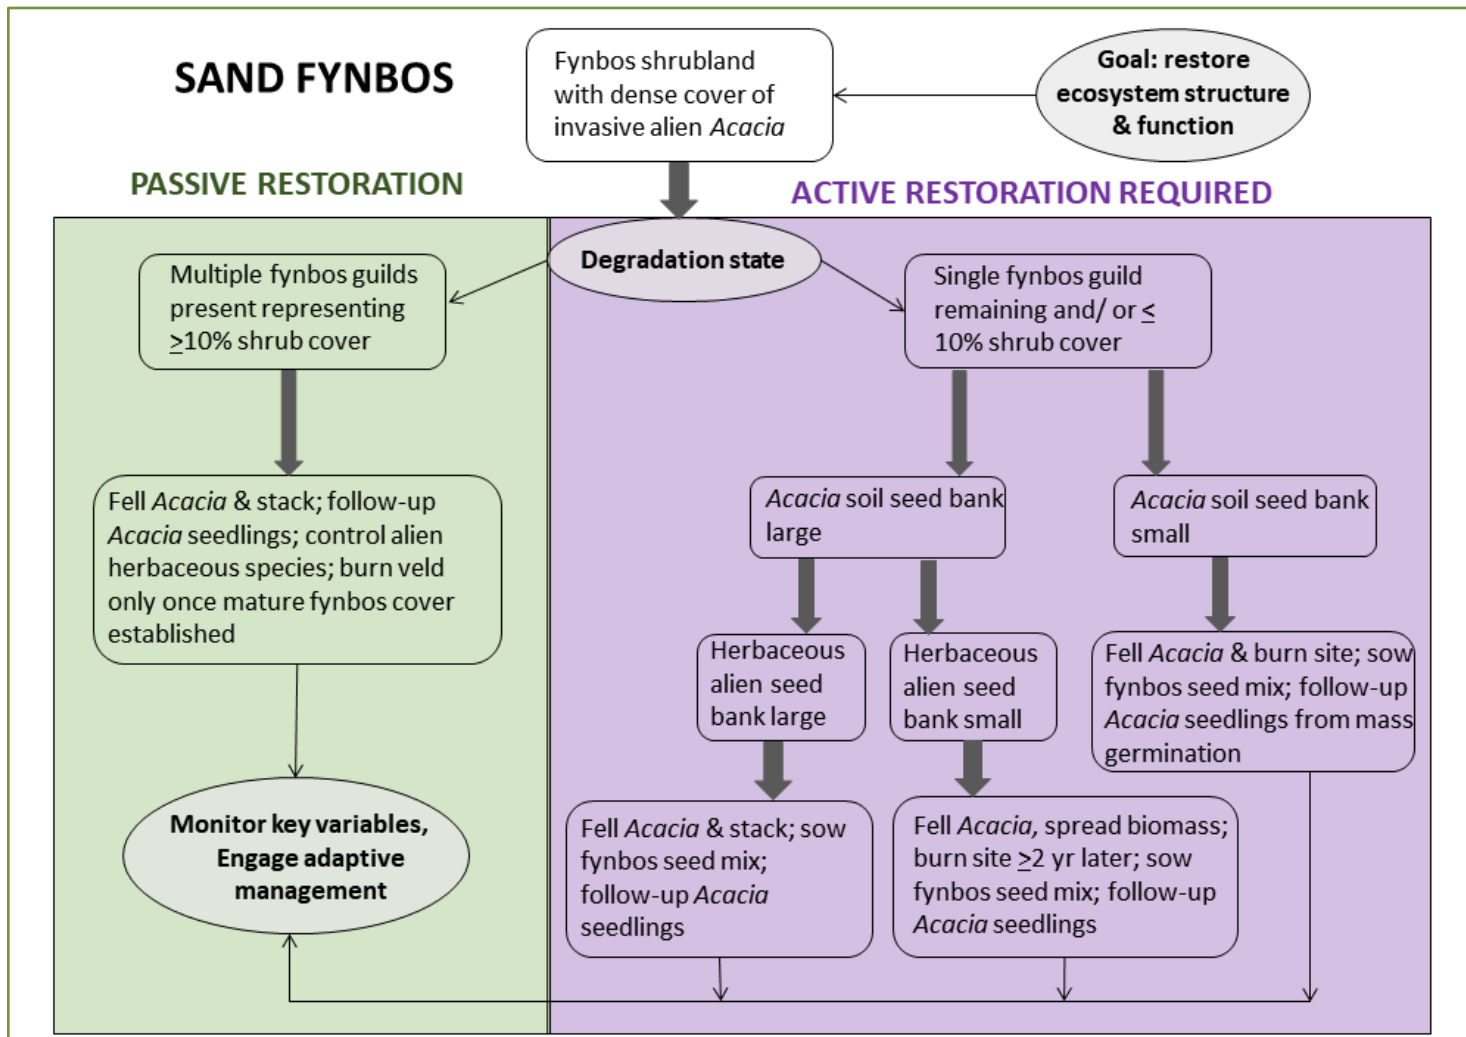 SAND FYNBOS
Fynbos shrubland
with dense cover of
invasive alien Acacia
Goal: restore
ecosystem structure
& function
PASSIVE RESTORATION
ACTIVE RESTORATION REQUIRED
Degradation state
Multiple fynbos guilds
present representing
≥10% shrub cover
Single fynbos guild
remaining and/ or ≤
10% shrub cover
Fell Acacia & stack; follow-up
Acacia seedlings; control alien
herbaceous species; burn veld
only once mature fynbos cover
established
Acacia soil seed bank
large
Acacia soil seed bank
small
Herbaceous
alien seed
bank large
Herbaceous
alien seed
bank small
Fell Acacia & burn site; sow
fynbos seed mix; follow-up
Acacia seedlings from mass
germination
Monitor key variables,
Engage adaptive
management
Fell Acacia & stack; sow
fynbos seed mix;
follow-up Acacia
seedlings
Fell Acacia, spread biomass;
burn site ≥2 yr later; sow
fynbos seed mix; follow-up
Acacia seedlings